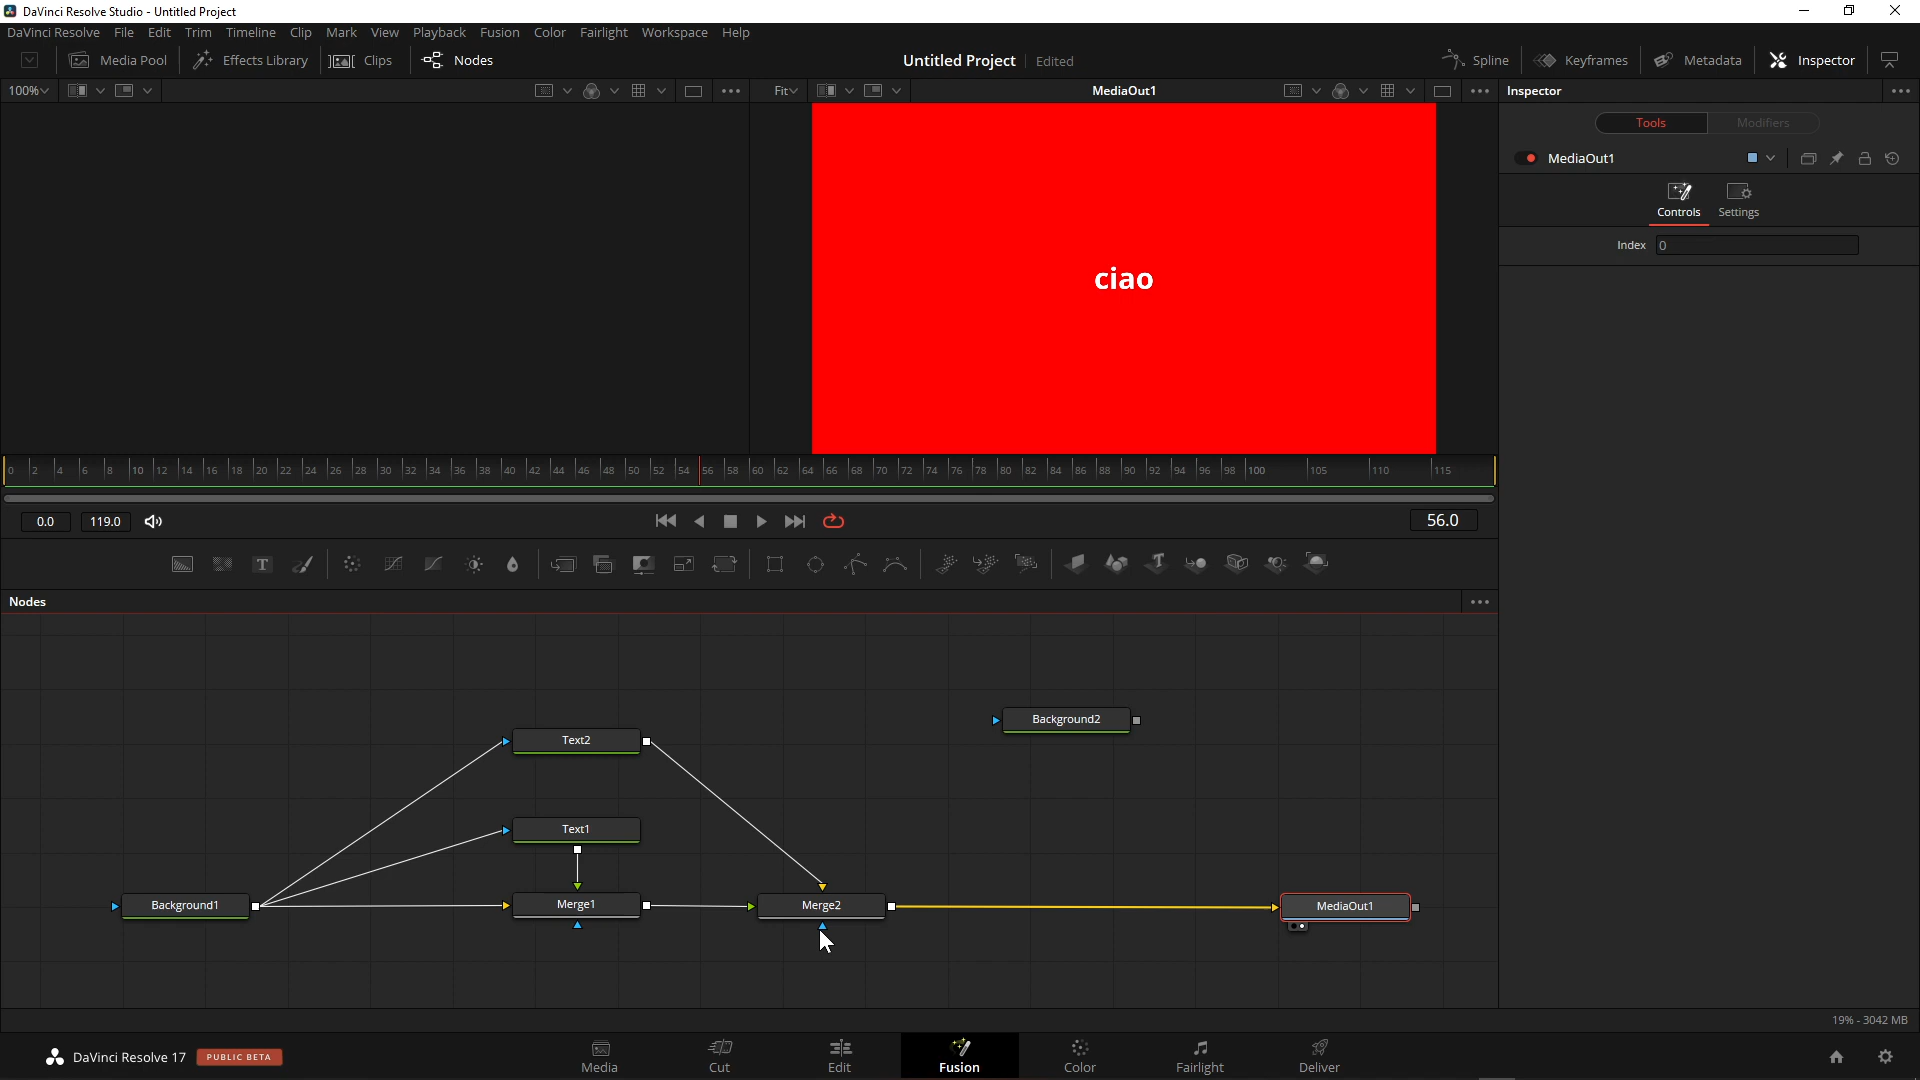 DaVinci Resolve Studio - Untitled Project
DaVinci Resolve File Edit Trim Timeline Clip Mark View Playback Fusion Color Fairlight Workspace Help
Media Pool Effects Library Clips Nodes Untitled Project Edited Spline Keyframes Metadata Inspector
100% Fit MediaOut1 Inspector
Tools Modifiers
MediaOut1
Controls Settings
Index 0
ciao
0 2 4 6 8 10 12 14 16 18 20 22 24 26 28 30 32 34 36 38 40 42 44 46 48 50 52 54 56 58 60 62 64 66 68 70 72 74 76 78 80 82 84 86 88 90 92 94 96 98 100 105 110 115
0.0 119.0 56.0
Nodes
Background2
Text2
Text1
Background1 Merge1 Merge2 MediaOut1
19% - 3042 MB
DaVinci Resolve 17 PUBLIC BETA Media Cut Edit Fusion Color Fairlight Deliver